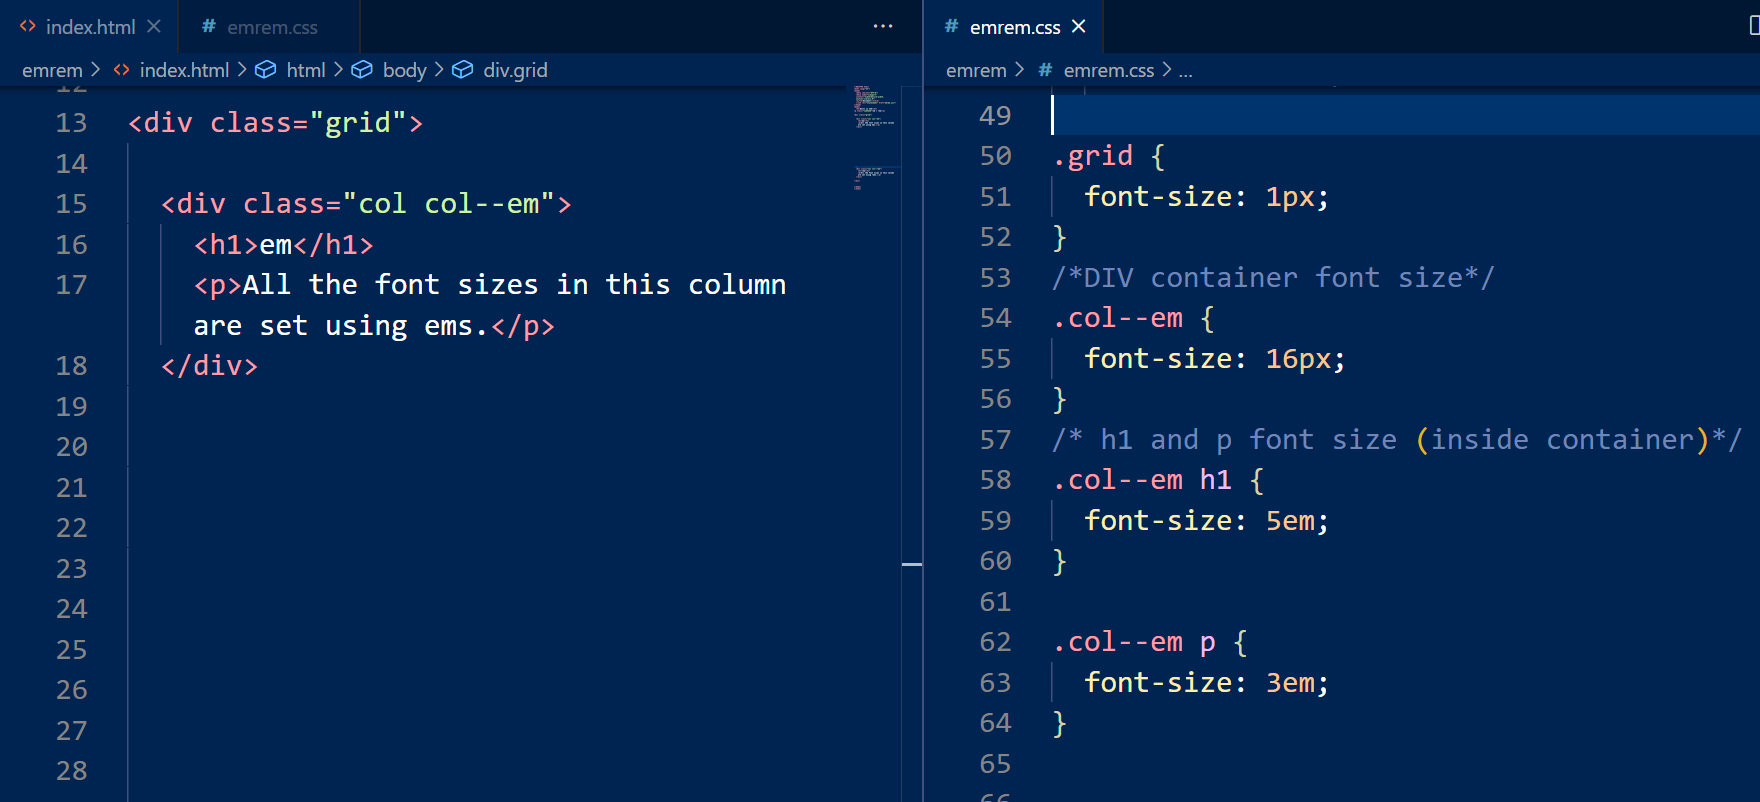 index.html
emrem.css
emrem > index.html > html > body > div.grid
12
13 <div class="grid">
14
15 <div class="col col--em">
16 <h1>em</h1>
17 <p>All the font sizes in this column
are set using ems.</p>
18 </div>
19
20
21
22
23
24
25
26
27
28
emrem.css
emrem > emrem.css > ...
49
50 .grid {
51 font-size: 1px;
52 }
53 /*DIV container font size*/
54 .col--em {
55 font-size: 16px;
56 }
57 /* h1 and p font size (inside container)*/
58 .col--em h1 {
59 font-size: 5em;
60 }
61
62 .col--em p {
63 font-size: 3em;
64 }
65
66